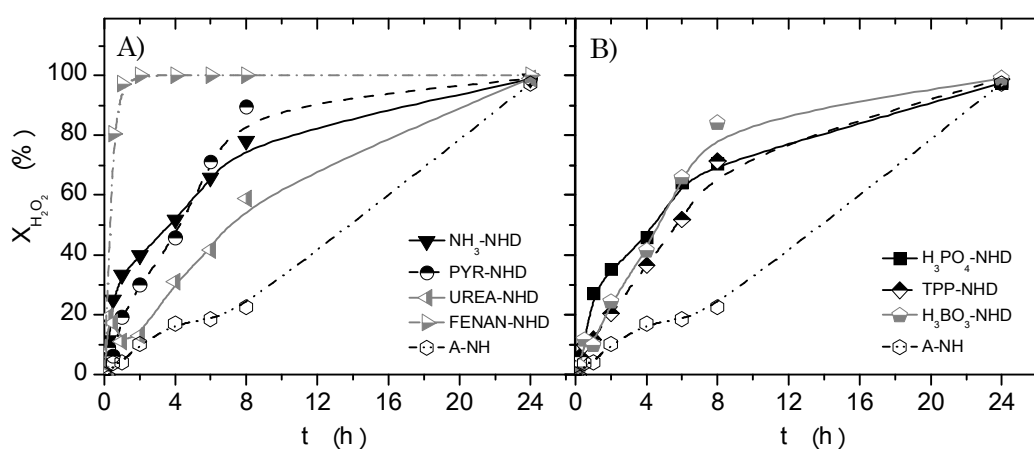 A)
B)
100
80
60
40
20
0
X_H₂O₂ (%)
NH₃-NHD
PYR-NHD
UREA-NHD
FENAN-NHD
A-NH
H₃PO₄-NHD
TPP-NHD
H₃BO₃-NHD
A-NH
0 4 8 12 16 20 24
0 4 8 12 16 20 24
t (h)
t (h)